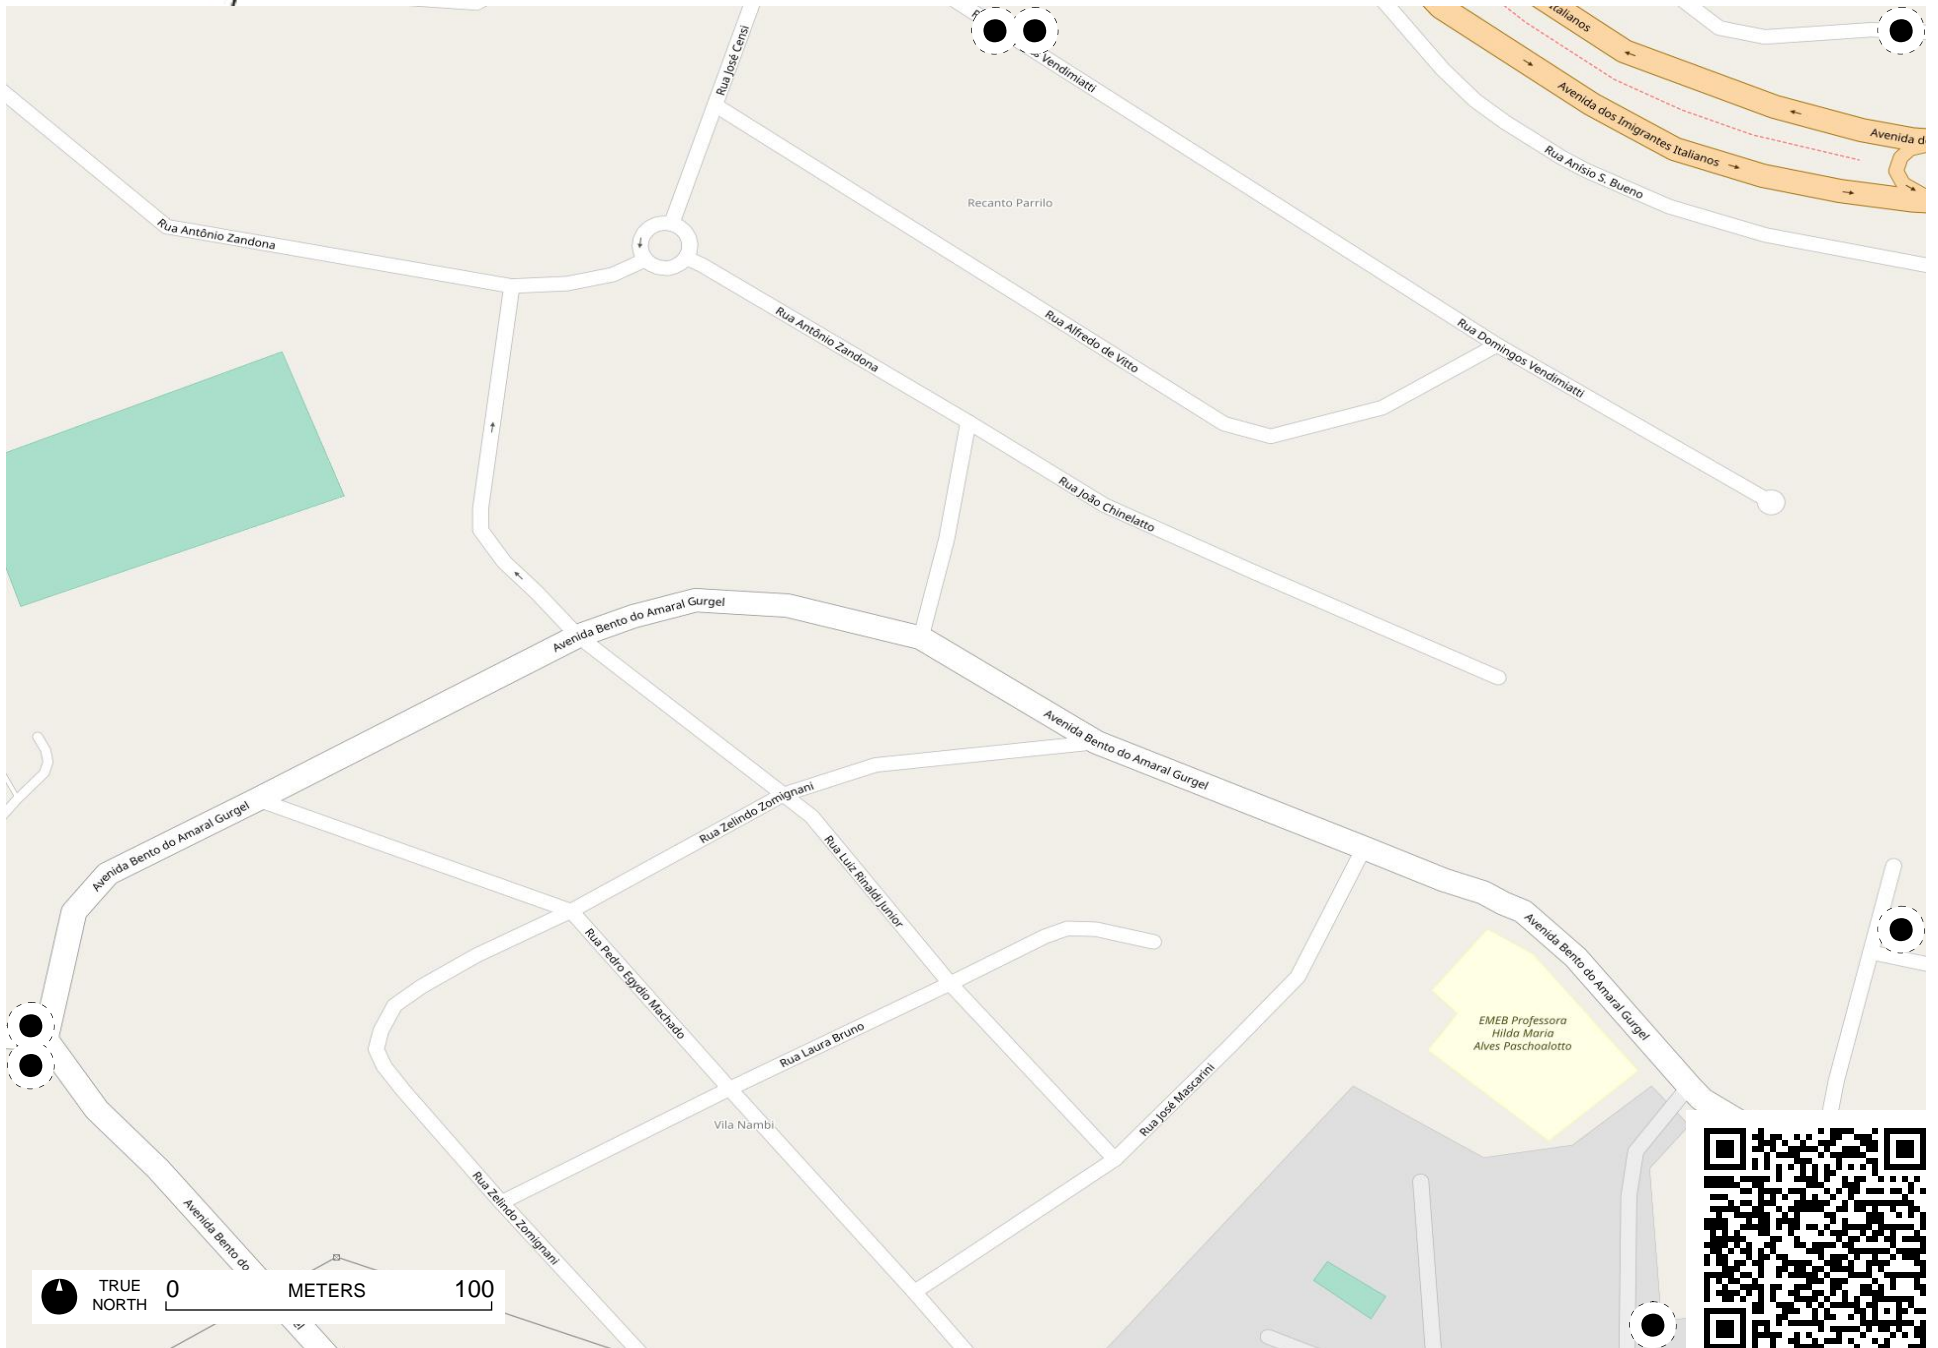 Rua José Censi
Vendimiatti
Italianos
Avenida dos Imigrantes Italianos
Avenida d
Rua Anísio S. Bueno
Recanto Parrilo
Rua Antônio Zandona
Rua Antônio Zandona
Rua Alfredo de Vitto
Rua Domingos Vendimiatti
Rua João Chinelatto
Avenida Bento do Amaral Gurgel
Avenida Bento do Amaral Gurgel
Avenida Bento do Amaral Gurgel
Rua Zelindo Zomignani
Rua Luiz Rinaldi Junior
Rua Pedro Egydio Machado
Avenida Bento do Amaral Gurgel
EMEB Professora
Hilda Maria
Alves Paschoalotto
Rua Laura Bruno
Rua José Mascarini
Vila Nambi
Rua Zelindo Zomignani
Avenida Bento do
TRUE
NORTH
0 METERS 100